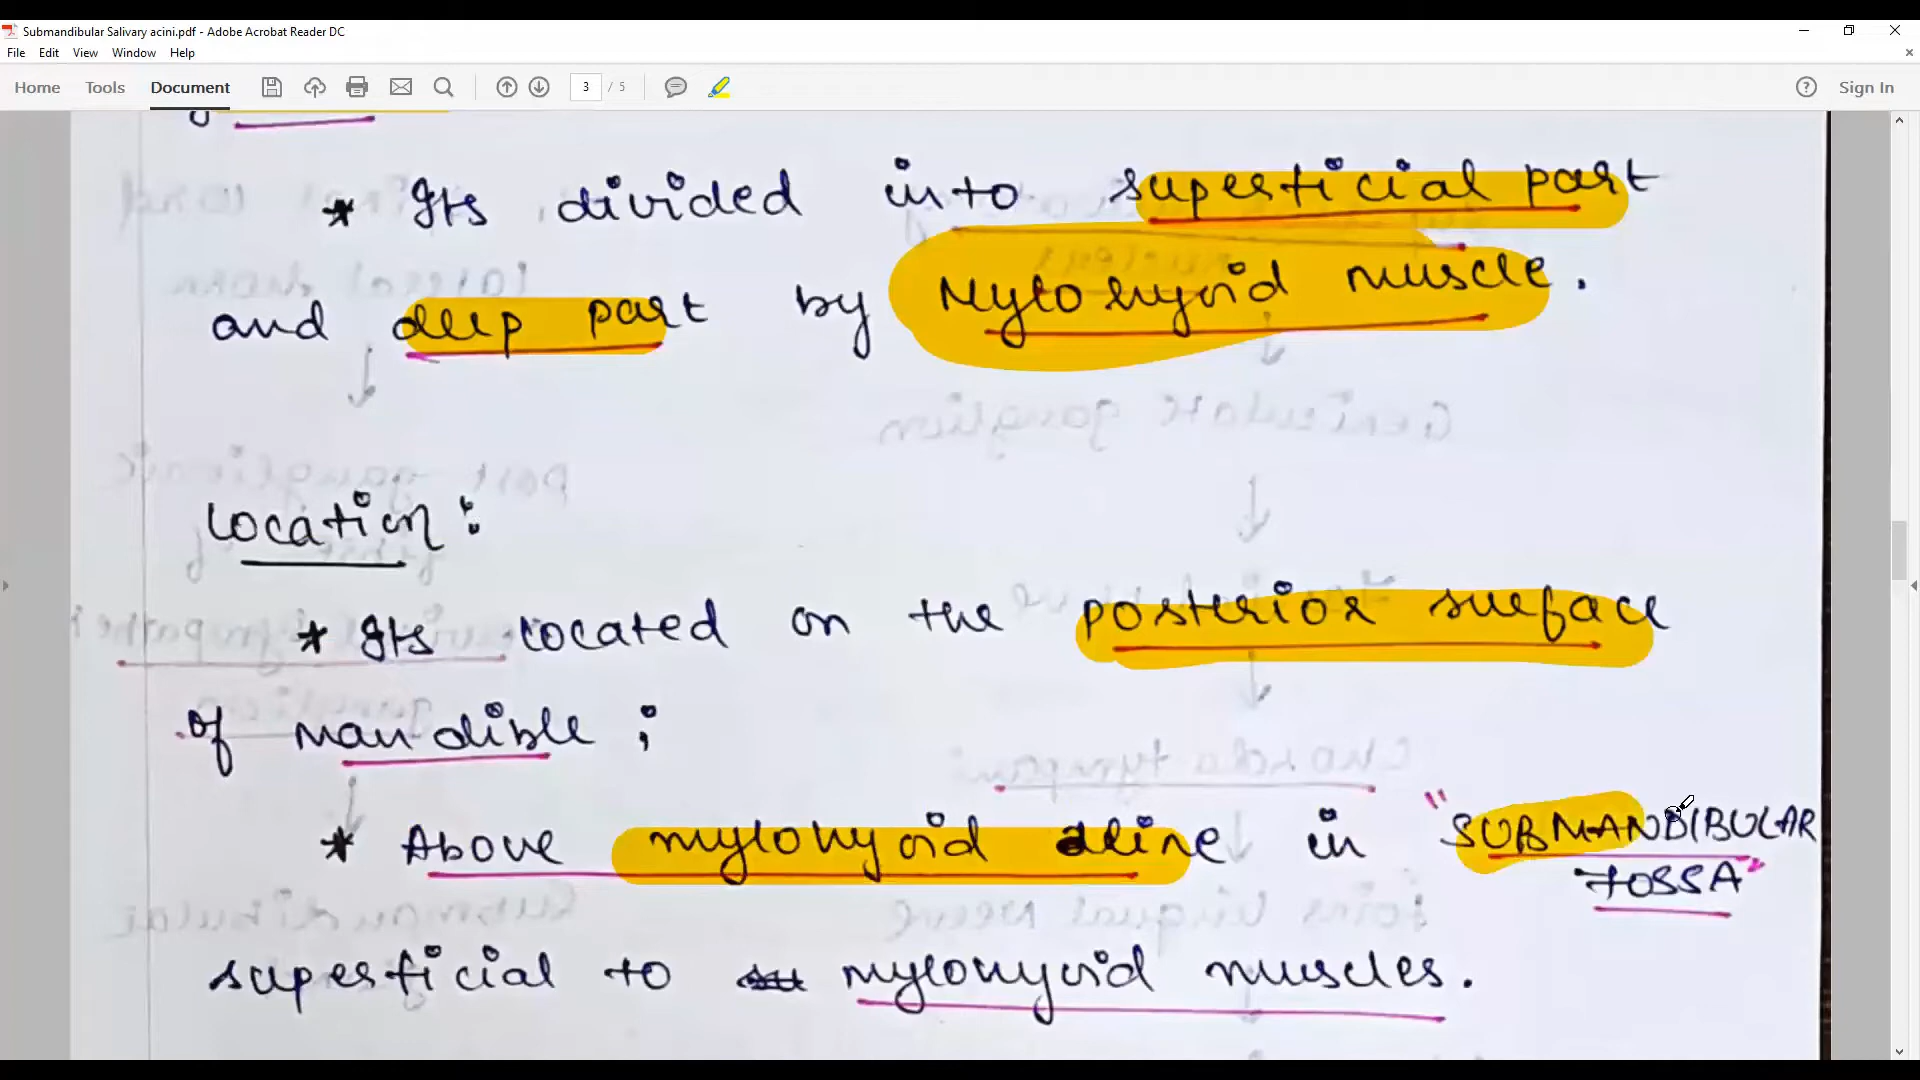 Submandibular Salivary acini.pdf - Adobe Acrobat Reader DC
File Edit View Window Help
Home Tools Document 3 / 5 Sign In
* Its divided into superficial part
and deep part by Mylohyoid muscle.
Location:
* Its located on the posterior surface
of mandible ;
* Above mylohyoid line in "SUBMANDIBULAR
FOSSA"
superficial to mylohyoid muscles.